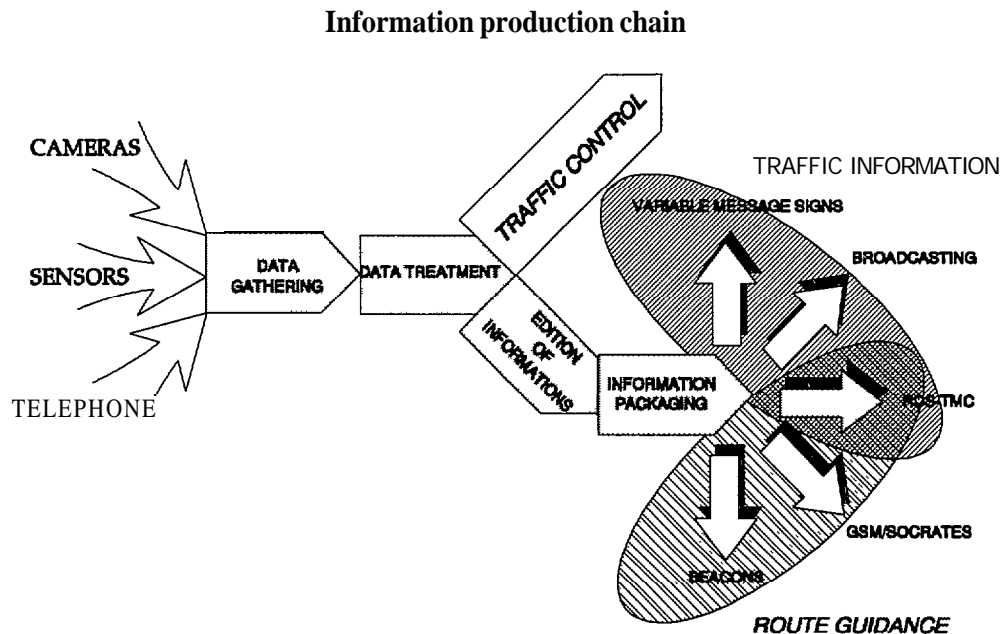 Information production chain
CAMERAS
SENSORS
TELEPHONE
DATA
GATHERING
DATA TREATMENT
TRAFFIC CONTROL
EDITION
OF
INFORMATIONS
INFORMATION
PACKAGING
TRAFFIC INFORMATION
VARIABLE MESSAGE SIGNS
BROADCASTING
RDS/TMC
GSM/SOCRATES
BEACONS
ROUTE GUIDANCE